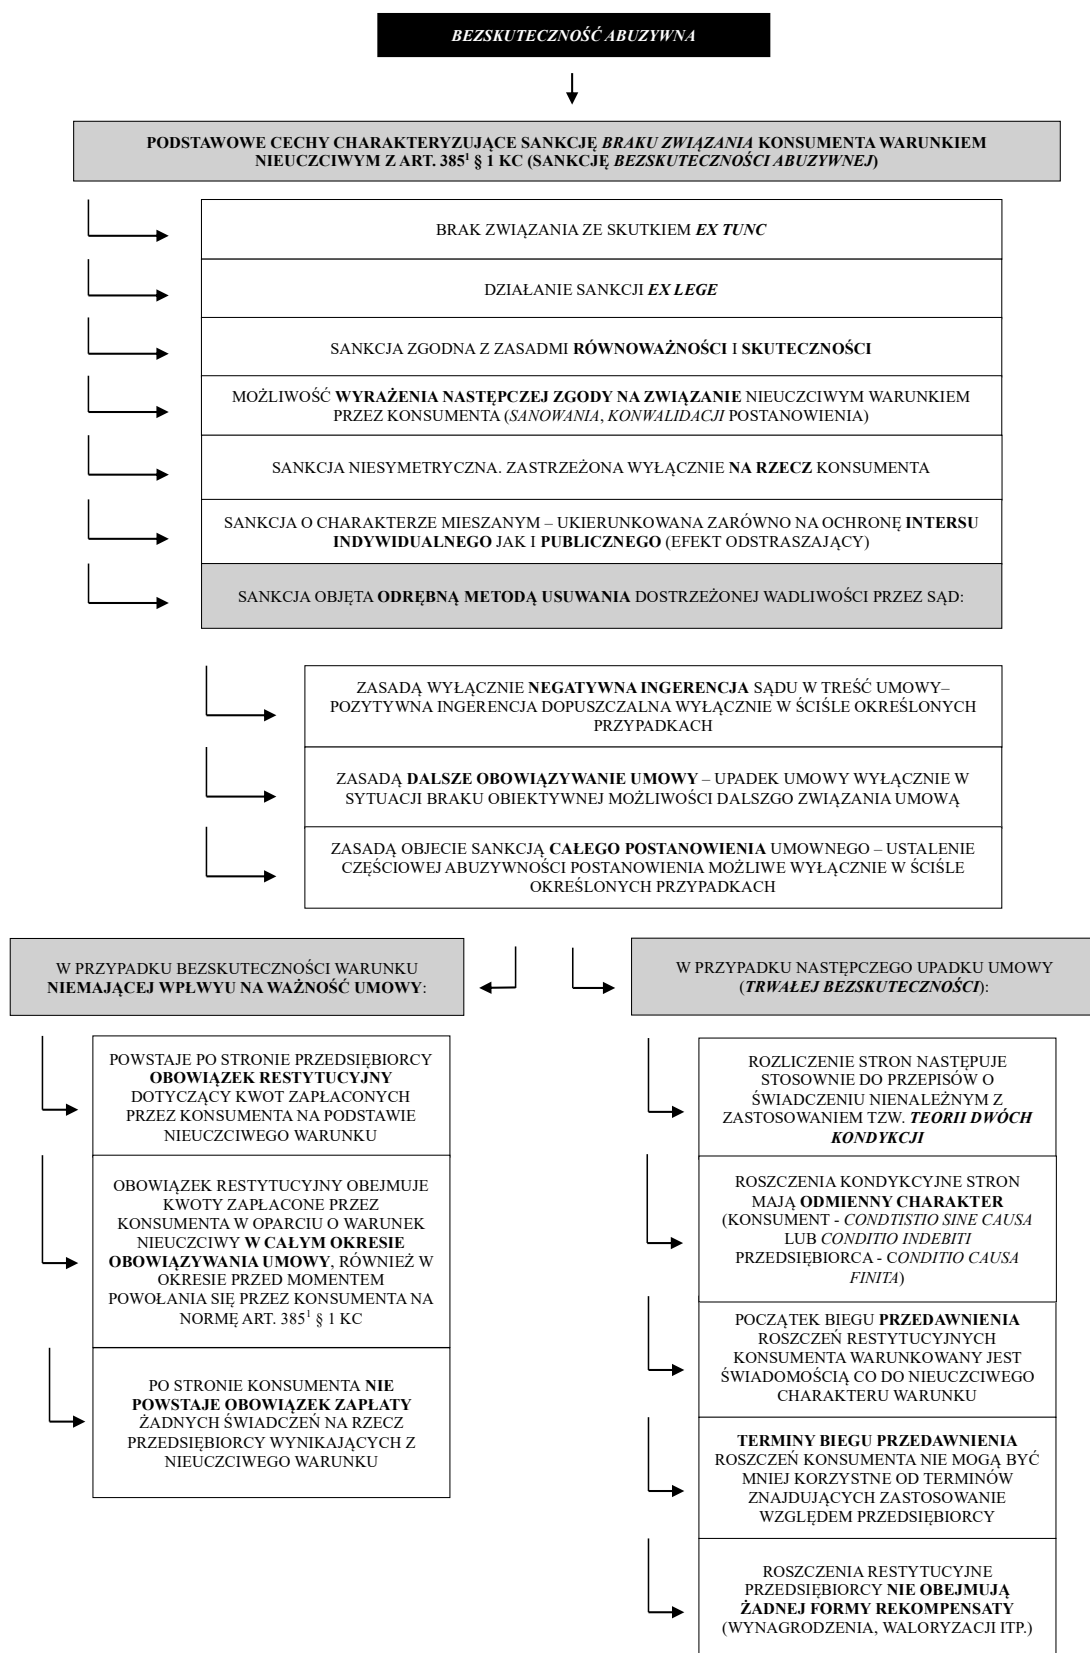 BEZSKUTECZNOŚĆ ABUZYWNA
PODSTAWOWE CECHY CHARAKTERYZUJĄCE SANKCJĘ BRAKU ZWIĄZANIA KONSUMENTA WARUNKIEM
NIEUCZCIWYM Z ART. 385¹ § 1 KC (SANKCJĘ BEZSKUTECZNOŚCI ABUZYWNEJ)
BRAK ZWIĄZANIA ZE SKUTKIEM EX TUNC
DZIAŁANIE SANKCJI EX LEGE
SANKCJA ZGODNA Z ZASADMI RÓWNOWAŻNOŚCI I SKUTECZNOŚCI
MOŻLIWOŚĆ WYRAŻENIA NASTĘPCZEJ ZGODY NA ZWIĄZANIE NIEUCZCIWYM WARUNKIEM
PRZEZ KONSUMENTA (SANOWANIA, KONWALIDACJI POSTANOWIENIA)
SANKCJA NIESYMETRYCZNA. ZASTRZEŻONA WYŁĄCZNIE NA RZECZ KONSUMENTA
SANKCJA O CHARAKTERZE MIESZANYM – UKIERUNKOWANA ZARÓWNO NA OCHRONĘ INTERSU
INDYWIDUALNEGO JAK I PUBLICZNEGO (EFEKT ODSTRASZAJĄCY)
SANKCJA OBJĘTA ODRĘBNĄ METODĄ USUWANIA DOSTRZEŻONEJ WADLIWOŚCI PRZEZ SĄD:
ZASADĄ WYŁĄCZNIE NEGATYWNA INGERENCJA SĄDU W TREŚĆ UMOWY–
POZYTYWNA INGERENCJA DOPUSZCZALNA WYŁĄCZNIE W ŚCIŚLE OKREŚLONYCH
PRZYPADKACH
ZASADĄ DALSZE OBOWIĄZYWANIE UMOWY – UPADEK UMOWY WYŁĄCZNIE W
SYTUACJI BRAKU OBIEKTYWNEJ MOŻLIWOŚCI DALSZGO ZWIĄZANIA UMOWĄ
ZASADĄ OBJECIE SANKCJĄ CAŁEGO POSTANOWIENIA UMOWNEGO – USTALENIE
CZĘŚCIOWEJ ABUZYWNOŚCI POSTANOWIENIA MOŻLIWE WYŁĄCZNIE W ŚCIŚLE
OKREŚLONYCH PRZYPADKACH
W PRZYPADKU BEZSKUTECZNOŚCI WARUNKU
NIEMAJĄCEJ WPŁWYU NA WAŻNOŚĆ UMOWY:
POWSTAJE PO STRONIE PRZEDSIĘBIORCY
OBOWIĄZEK RESTYTUCYJNY
DOTYCZĄCY KWOT ZAPŁACONYCH
PRZEZ KONSUMENTA NA PODSTAWIE
NIEUCZCIWEGO WARUNKU
OBOWIĄZEK RESTYTUCYJNY OBEJMUJE
KWOTY ZAPŁACONE PRZEZ
KONSUMENTA W OPARCIU O WARUNEK
NIEUCZCIWY W CAŁYM OKRESIE
OBOWIĄZYWANIA UMOWY, RÓWNIEŻ W
OKRESIE PRZED MOMENTEM
POWOŁANIA SIĘ PRZEZ KONSUMENTA NA
NORMĘ ART. 385¹ § 1 KC
PO STRONIE KONSUMENTA NIE
POWSTAJE OBOWIĄZEK ZAPŁATY
ŻADNYCH ŚWIADCZEŃ NA RZECZ
PRZEDSIĘBIORCY WYNIKAJĄCYCH Z
NIEUCZCIWEGO WARUNKU
W PRZYPADKU NASTĘPCZEGO UPADKU UMOWY
(TRWAŁEJ BEZSKUTECZNOŚCI):
ROZLICZENIE STRON NASTĘPUJE
STOSOWNIE DO PRZEPISÓW O
ŚWIADCZENIU NIENALEŻNYM Z
ZASTOSOWANIEM TZW. TEORII DWÓCH
KONDYKCJI
ROSZCZENIA KONDYKCYJNE STRON
MAJĄ ODMIENNY CHARAKTER
(KONSUMENT - CONDTISTIO SINE CAUSA
LUB CONDITIO INDEBITI
PRZEDSIĘBIORCA - CONDITIO CAUSA
FINITA)
POCZĄTEK BIEGU PRZEDAWNIENIA
ROSZCZEŃ RESTYTUCYJNYCH
KONSUMENTA WARUNKOWANY JEST
ŚWIADOMOŚCIĄ CO DO NIEUCZCIWEGO
CHARAKTERU WARUNKU
TERMINY BIEGU PRZEDAWNIENIA
ROSZCZEŃ KONSUMENTA NIE MOGĄ BYĆ
MNIEJ KORZYSTNE OD TERMINÓW
ZNAJDUJĄCYCH ZASTOSOWANIE
WZGLĘDEM PRZEDSIĘBIORCY
ROSZCZENIA RESTYTUCYJNE
PRZEDSIĘBIORCY NIE OBEJMUJĄ
ŻADNEJ FORMY REKOMPENSATY
(WYNAGRODZENIA, WALORYZACJI ITP.)